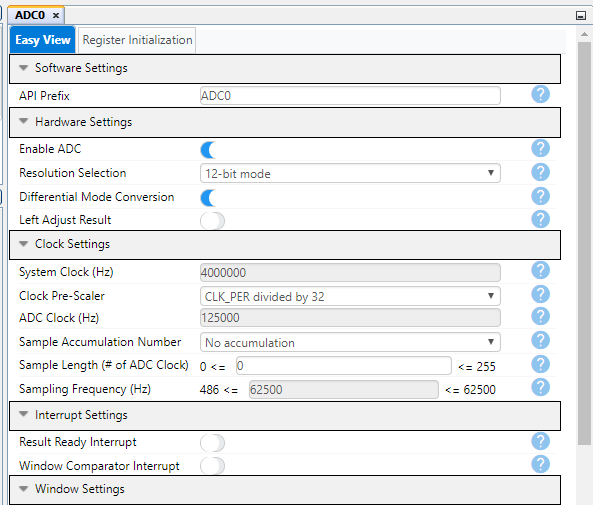 ADC0 ×
Easy View Register Initialization
Software Settings
API Prefix ADC0 ?
Hardware Settings
Enable ADC ?
Resolution Selection 12-bit mode ?
Differential Mode Conversion ?
Left Adjust Result ?
Clock Settings
System Clock (Hz) 4000000 ?
Clock Pre-Scaler CLK_PER divided by 32 ?
ADC Clock (Hz) 125000 ?
Sample Accumulation Number No accumulation ?
Sample Length (# of ADC Clock) 0 <= 0 <= 255 ?
Sampling Frequency (Hz) 486 <= 62500 <= 62500 ?
Interrupt Settings
Result Ready Interrupt ?
Window Comparator Interrupt ?
Window Settings